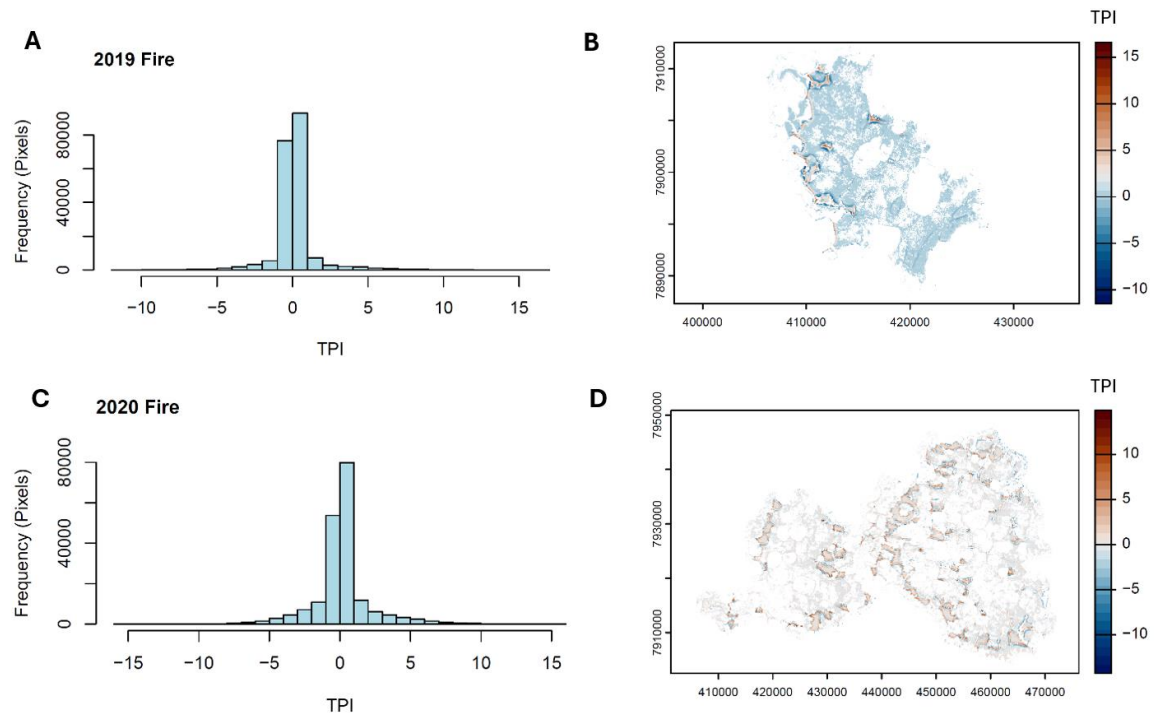 A
2019 Fire
Frequency (Pixels)
80000
40000
0
−10 −5 0 5 10 15
TPI
B
7910000
7900000
7890000
400000 410000 420000 430000
TPI
15
10
5
0
−5
−10
C
2020 Fire
Frequency (Pixels)
80000
40000
0
−15 −10 −5 0 5 10 15
TPI
D
7950000
7930000
7910000
410000 420000 430000 440000 450000 460000 470000
TPI
10
5
0
−5
−10